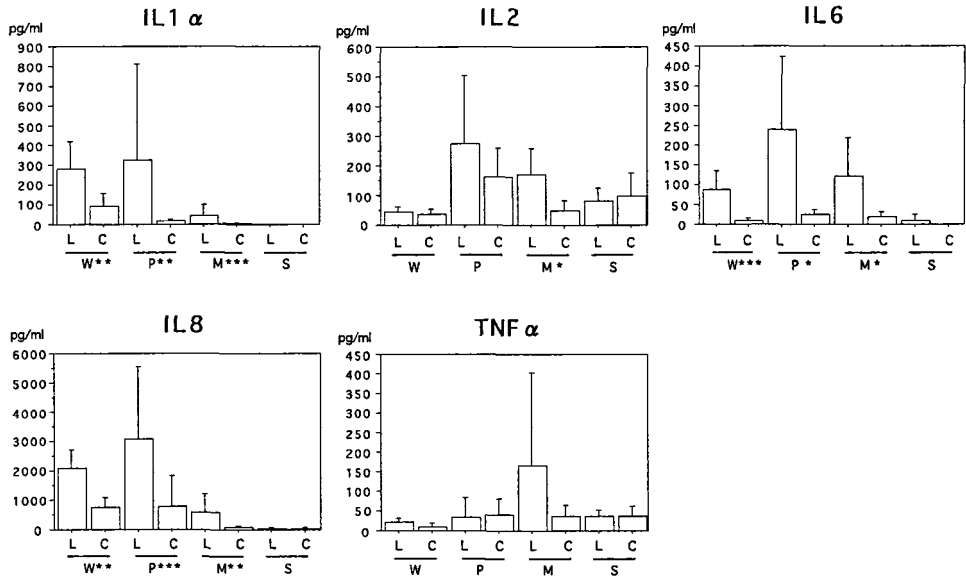 IL1 α
pg/ml
900
800
700
600
500
400
300
200
100
0
L C L C L C L C
W** P** M*** S
IL2
pg/ml
600
500
400
300
200
100
0
L C L C L C L C
W P M* S
IL6
pg/ml
450
400
350
300
250
200
150
100
50
0
L C L C L C L C
W*** P* M* S
IL8
pg/ml
6000
5000
4000
3000
2000
1000
0
L C L C L C L C
W** P*** M** S
TNF α
pg/ml
450
400
350
300
250
200
150
100
50
0
L C L C L C L C
W P M S